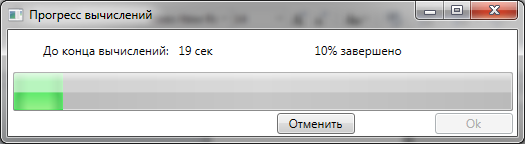 Прогресс вычислений
До конца вычислений: 19 сек 10% завершено
Отменить Ok